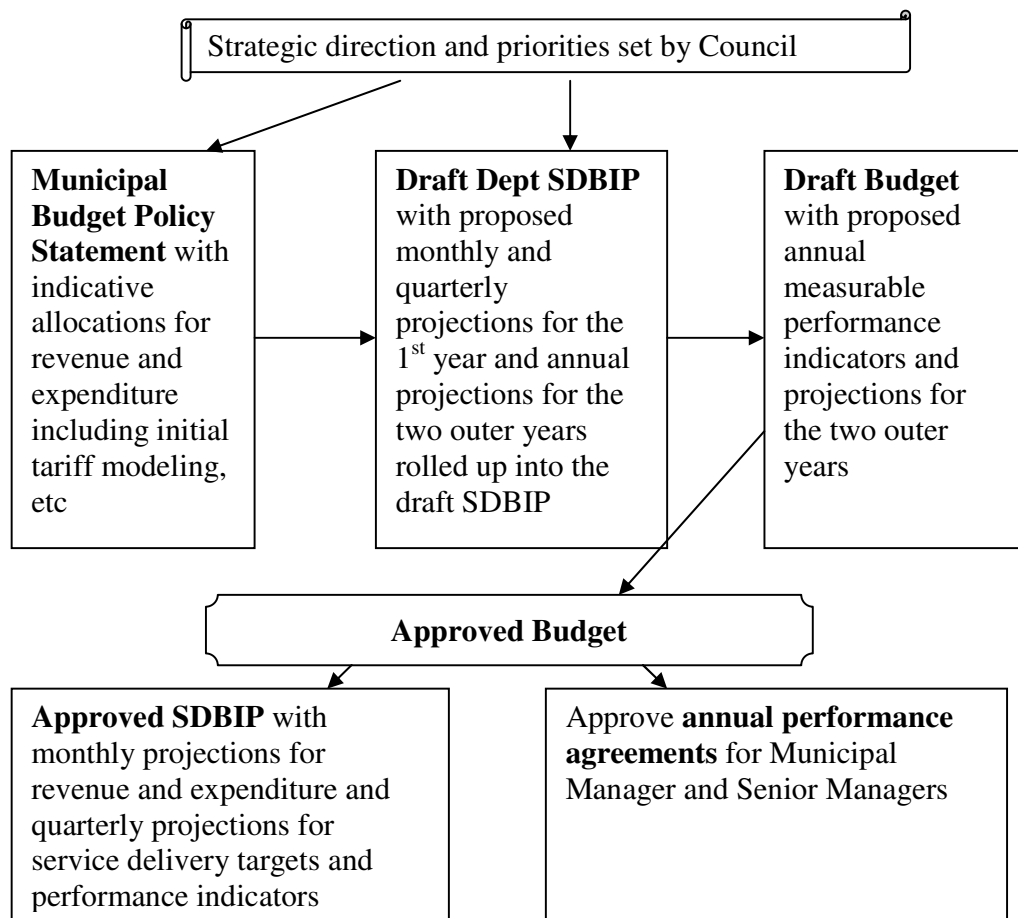 Strategic direction and priorities set by Council
Municipal
Budget Policy
Statement with
indicative
allocations for
revenue and
expenditure
including initial
tariff modeling,
etc
Draft Dept SDBIP
with proposed
monthly and
quarterly
projections for the
1st year and annual
projections for the
two outer years
rolled up into the
draft SDBIP
Draft Budget
with proposed
annual
measurable
performance
indicators and
projections for
the two outer
years
Approved Budget
Approved SDBIP with
monthly projections for
revenue and expenditure and
quarterly projections for
service delivery targets and
performance indicators
Approve annual performance
agreements for Municipal
Manager and Senior Managers